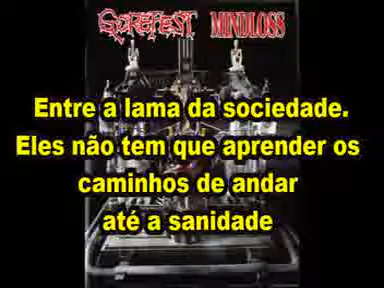 GOREFEST MINDLOSS
Entre a lama da sociedade.
Eles não tem que aprender os
caminhos de andar
até a sanidade